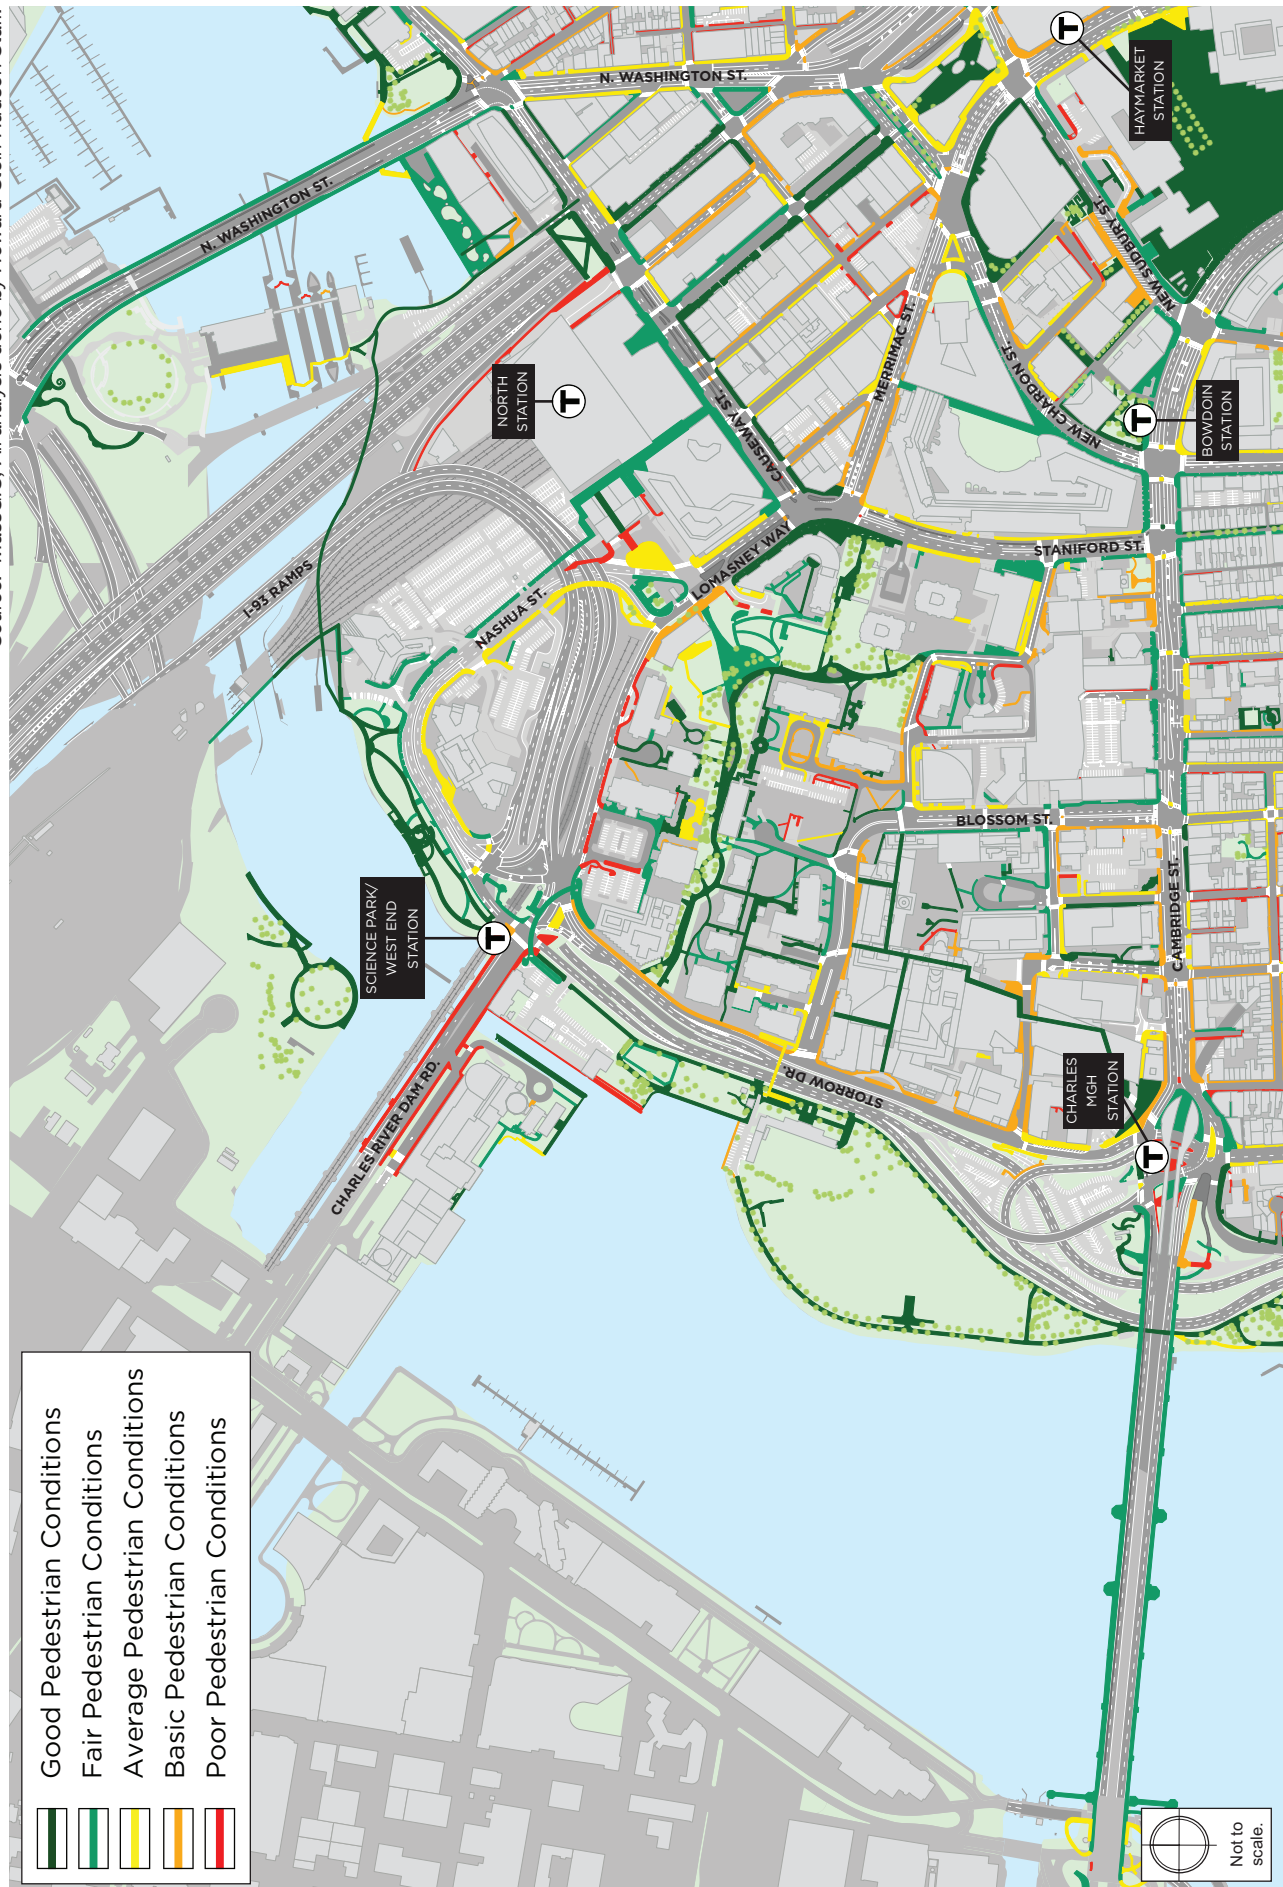 Good Pedestrian Conditions
Fair Pedestrian Conditions
Average Pedestrian Conditions
Basic Pedestrian Conditions
Poor Pedestrian Conditions
N. WASHINGTON ST.
N. WASHINGTON ST.
T
HAYMARKET
STATION
NEW SUDBURY ST.
MERRIMAC ST.
NEW CHARDON ST.
T
BOWDOIN
STATION
NORTH
STATION
T
CAUSEWAY ST.
LOMASNEY WAY
STANIFORD ST.
I-93 RAMPS
NASHUA ST.
BLOSSOM ST.
CAMBRIDGE ST.
SCIENCE PARK/
WEST END
STATION
T
CHARLES RIVER DAM RD.
STORROW DR.
CHARLES
MGH
STATION
T
Not to
scale.